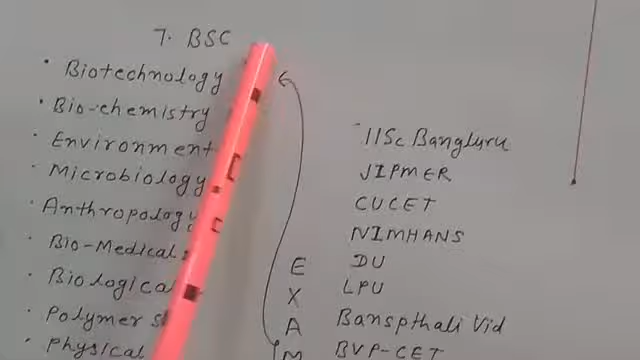 7. BSC
• Biotechnology
• Bio-chemistry
• Environment
• Microbiology
• Anthropology
• Bio-Medical
• Biological
• Polymer
• Physical
IISc Bangluru
JIPMER
CUCET
NIMHANS
DU
LPU
Banspthali Vid
BVP-CET
E
X
A
M